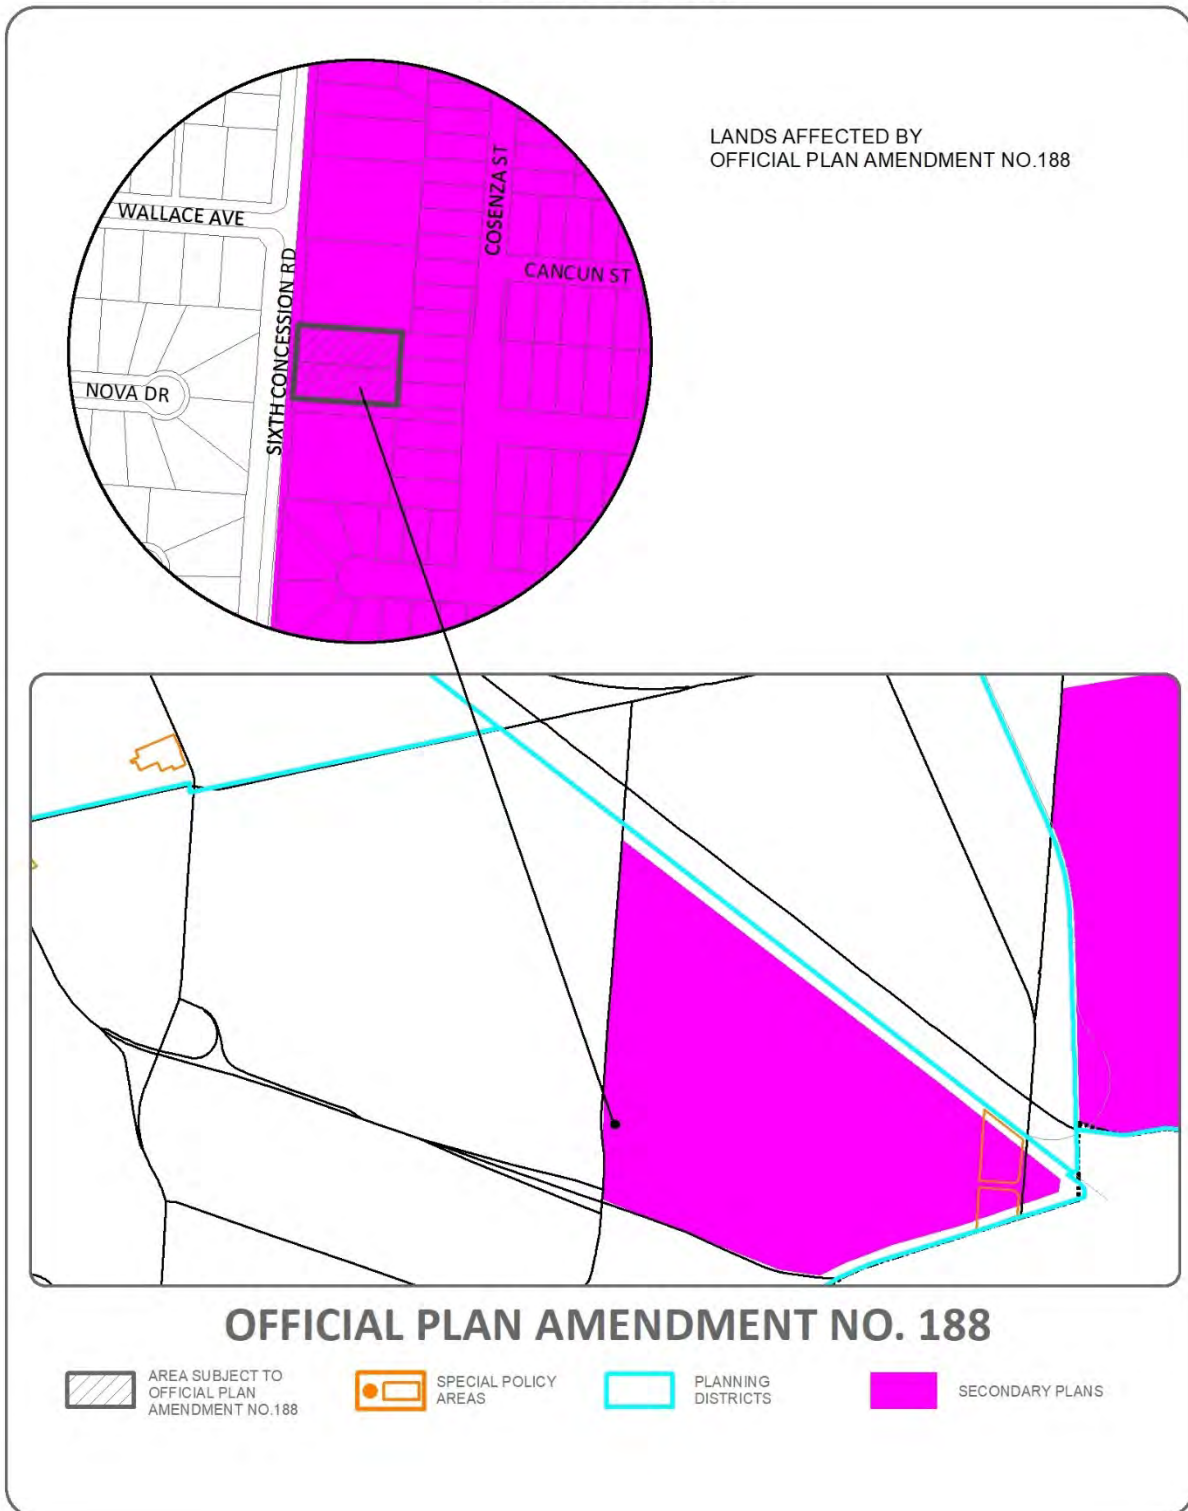 LANDS AFFECTED BY
OFFICIAL PLAN AMENDMENT NO.188
WALLACE AVE
COSENZA ST
CANCUN ST
SIXTH CONCESSION RD
NOVA DR
OFFICIAL PLAN AMENDMENT NO. 188
AREA SUBJECT TO
OFFICIAL PLAN
AMENDMENT NO.188
SPECIAL POLICY
AREAS
PLANNING
DISTRICTS
SECONDARY PLANS